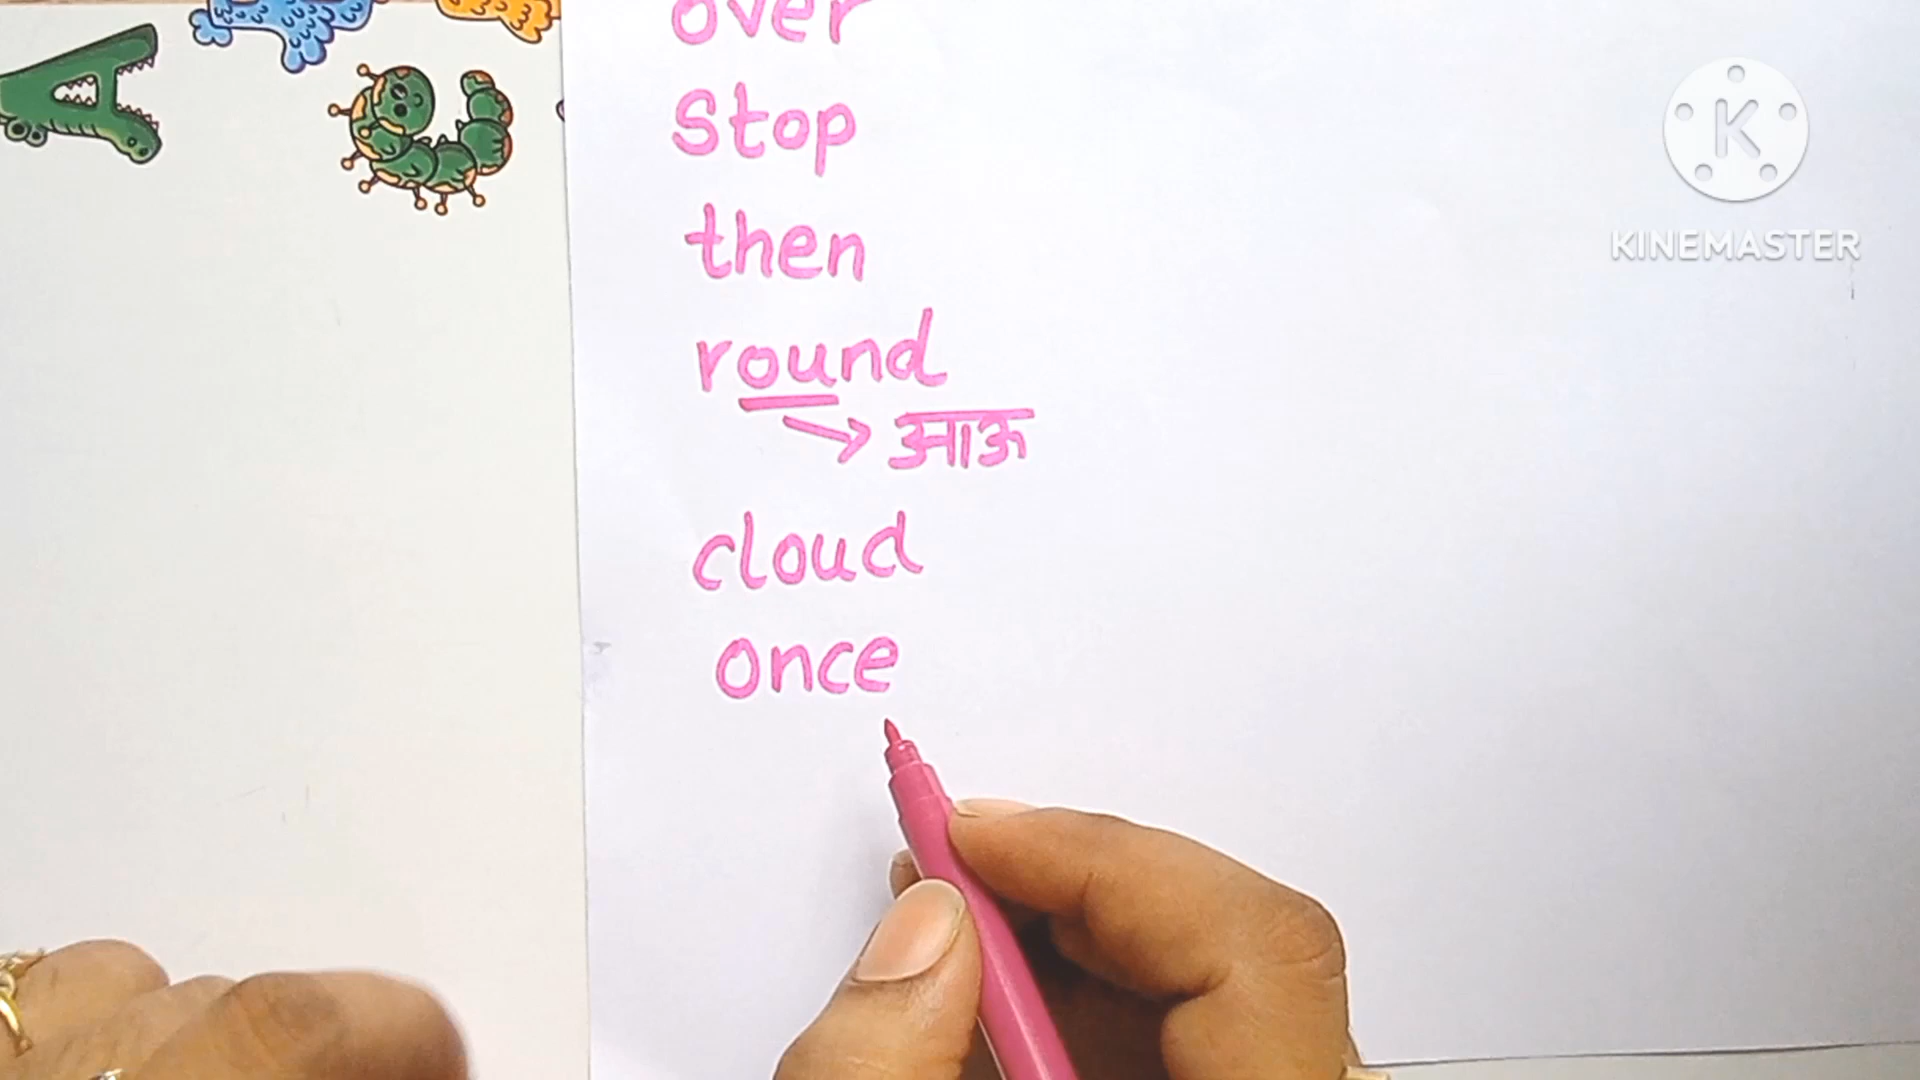 over
Stop
then
round
→ आऊ
cloud
once
K
KINEMASTER